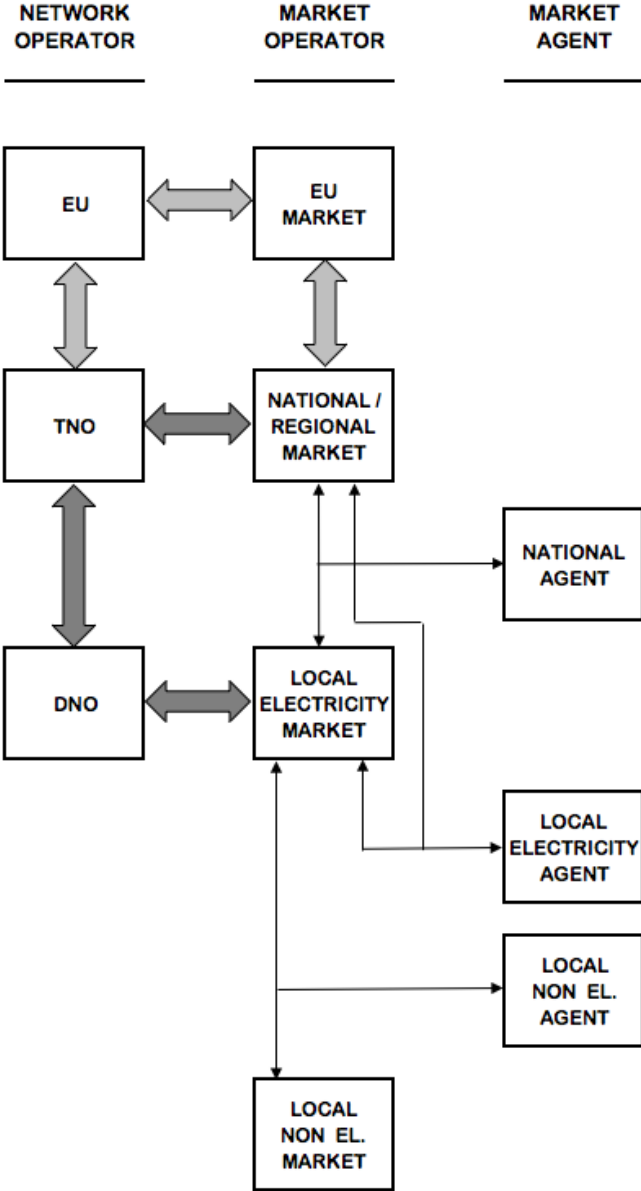 NETWORK
OPERATOR
MARKET
OPERATOR
MARKET
AGENT
EU
EU
MARKET
TNO
NATIONAL /
REGIONAL
MARKET
NATIONAL
AGENT
DNO
LOCAL
ELECTRICITY
MARKET
LOCAL
ELECTRICITY
AGENT
LOCAL
NON EL.
AGENT
LOCAL
NON EL.
MARKET